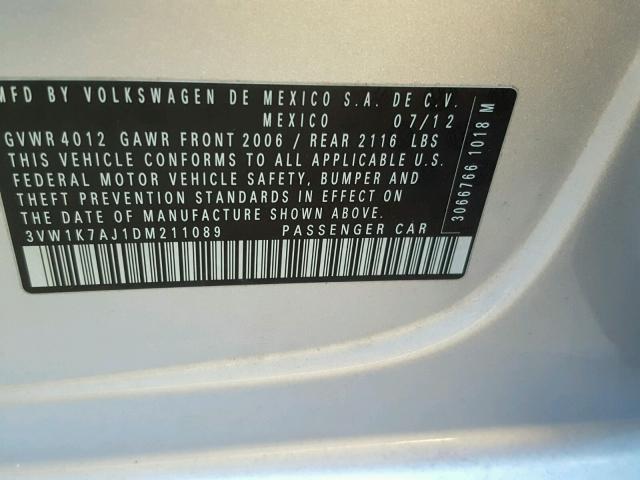 MFD BY VOLKSWAGEN DE MEXICO S.A. DE C.V.
MEXICO 07/12
GVWR 4012 GAWR FRONT 2006 / REAR 2116 LBS
THIS VEHICLE CONFORMS TO ALL APPLICABLE U.S.
FEDERAL MOTOR VEHICLE SAFETY, BUMPER AND
THEFT PREVENTION STANDARDS IN EFFECT ON
THE DATE OF MANUFACTURE SHOWN ABOVE.
3VW1K7AJ1DM211089 PASSENGER CAR
3066766 1018 M